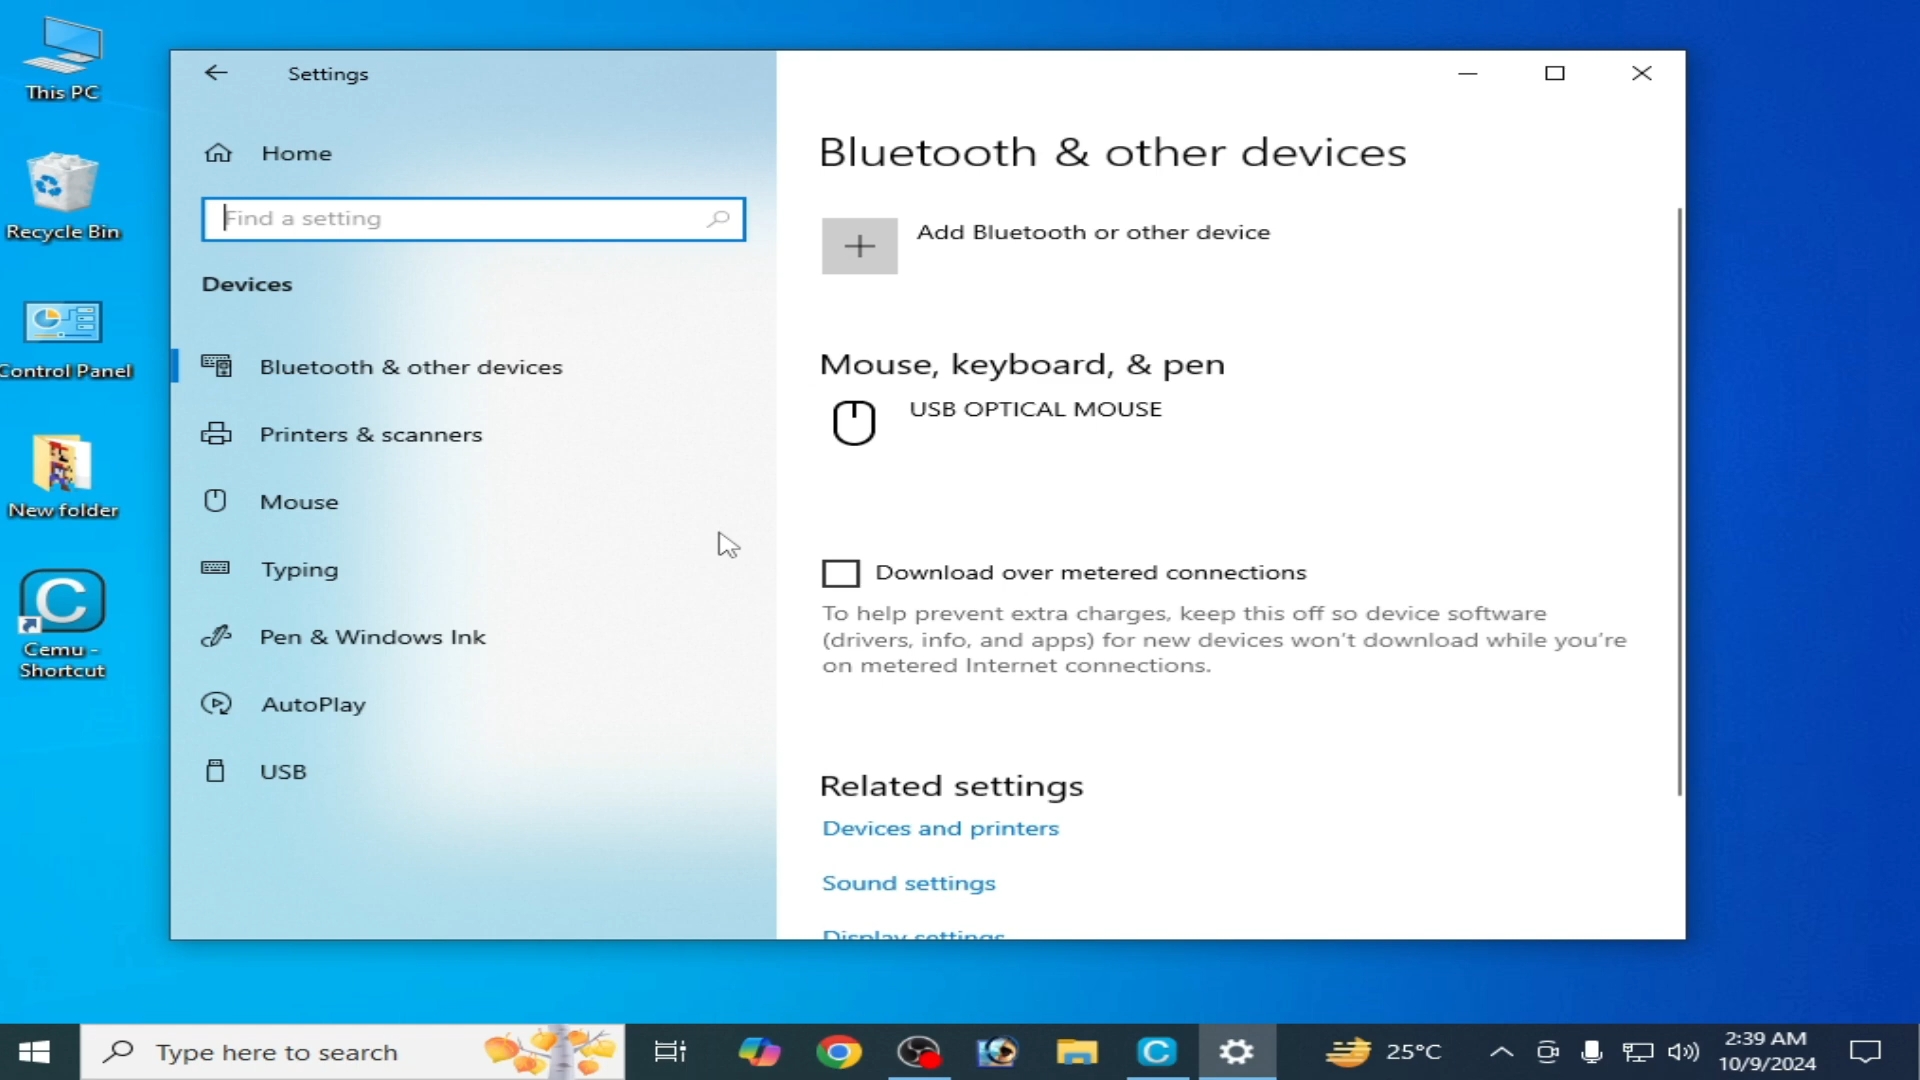 This PC
Recycle Bin
Control Panel
New folder
Cemu -
Shortcut
Settings
Home
Find a setting
Devices
Bluetooth & other devices
Printers & scanners
Mouse
Typing
Pen & Windows Ink
AutoPlay
USB
Bluetooth & other devices
Add Bluetooth or other device
Mouse, keyboard, & pen
USB OPTICAL MOUSE
Download over metered connections
To help prevent extra charges, keep this off so device software
(drivers, info, and apps) for new devices won't download while you're
on metered Internet connections.
Related settings
Devices and printers
Sound settings
Display settings
Type here to search
25°C
2:39 AM
10/9/2024